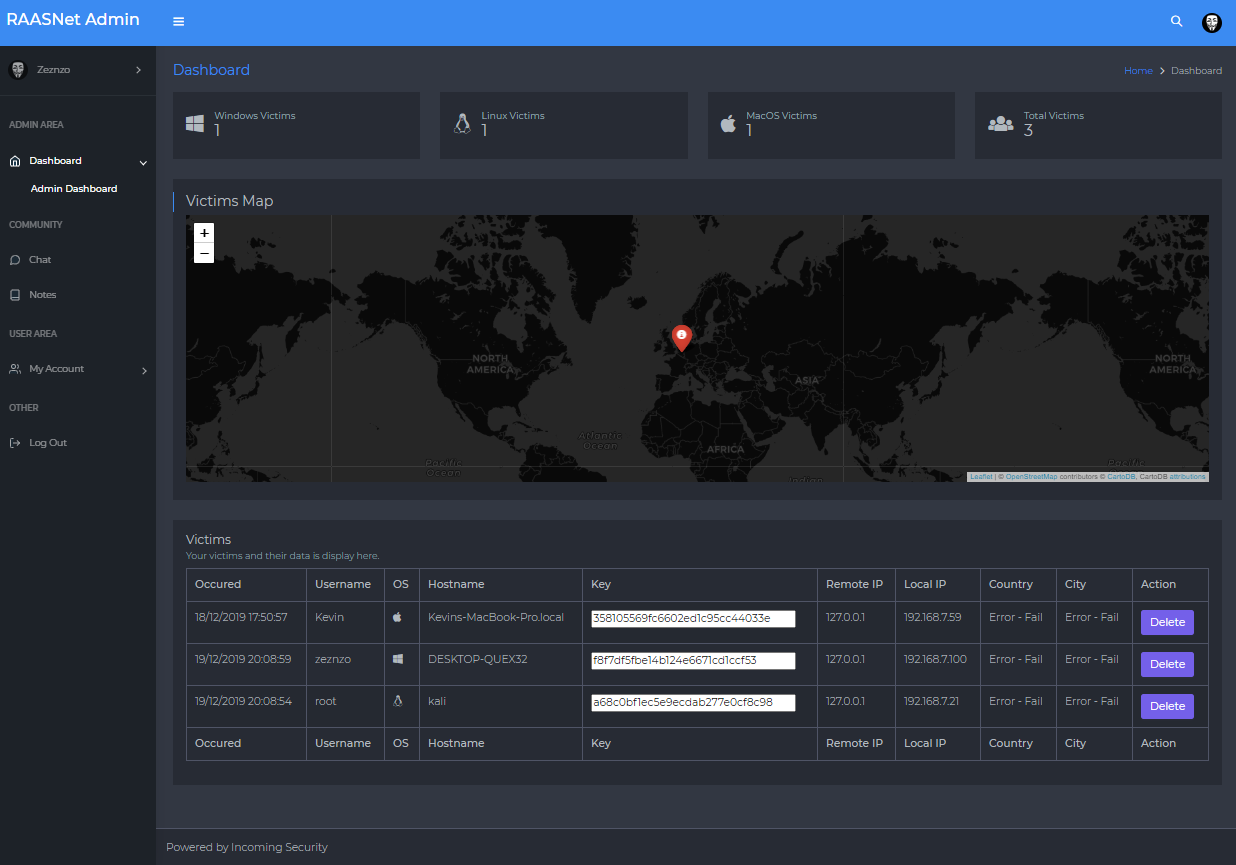 RAASNet Admin
Zeznzo
ADMIN AREA
Dashboard
Admin Dashboard
COMMUNITY
Chat
Notes
USER AREA
My Account
OTHER
Log Out
Dashboard
Home Dashboard
Windows Victims
1
Linux Victims
1
MacOS Victims
1
Total Victims
3
Victims Map
+
−
NORTH AMERICA
ASIA
NORTH AMERICA
Atlantic Ocean
AFRICA
Pacific Ocean
Pacific
Indian
Leaflet | © OpenStreetMap contributors © CartoDB, CartoDB attributions
Victims
Your victims and their data is display here.
Occured Username OS Hostname Key Remote IP Local IP Country City Action
18/12/2019 17:50:57 Kevin Kevins-MacBook-Pro.local 358105569fc6602ed1c95cc44033e 127.0.0.1 192.168.7.59 Error - Fail Error - Fail Delete
19/12/2019 20:08:59 zeznzo DESKTOP-QUEX32 f8f7df5fbe14b124e6671cd1ccf53 127.0.0.1 192.168.7.100 Error - Fail Error - Fail Delete
19/12/2019 20:08:54 root kali a68c0bf1ec5e9ecdab277e0cf8c98 127.0.0.1 192.168.7.21 Error - Fail Error - Fail Delete
Occured Username OS Hostname Key Remote IP Local IP Country City Action
Powered by Incoming Security